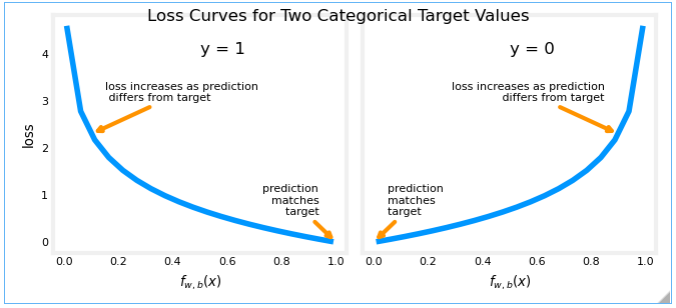 Loss Curves for Two Categorical Target Values
y = 1
loss increases as prediction
differs from target
prediction
matches
target
loss
4
3
2
1
0
0.0 0.2 0.4 0.6 0.8 1.0
f_{w,b}(x)
y = 0
loss increases as prediction
differs from target
prediction
matches
target
0.0 0.2 0.4 0.6 0.8 1.0
f_{w,b}(x)